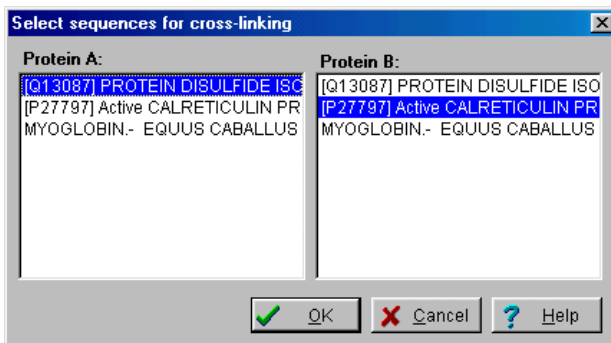 Select sequences for cross-linking
Protein A:
[Q13087] PROTEIN DISULFIDE ISO
[P27797] Active CALRETICULIN PR
MYOGLOBIN.- EQUUS CABALLUS
Protein B:
[Q13087] PROTEIN DISULFIDE ISO
[P27797] Active CALRETICULIN PR
MYOGLOBIN.- EQUUS CABALLUS
OK
Cancel
Help